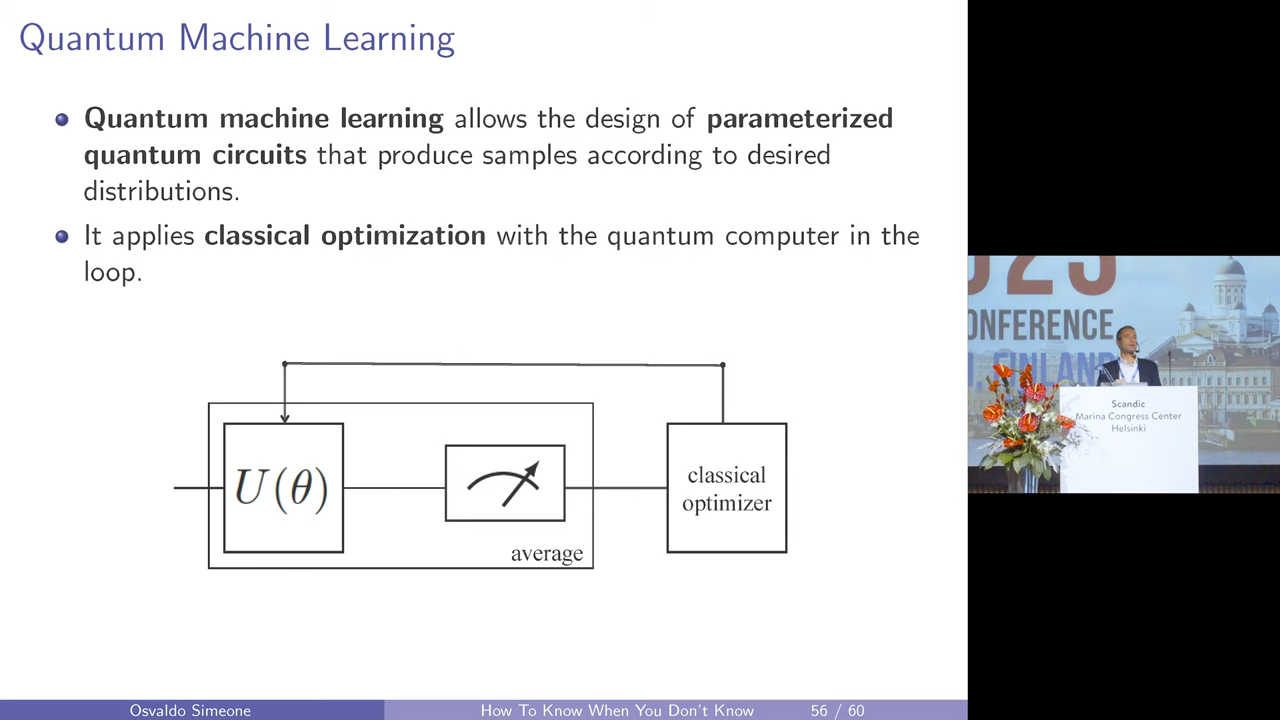 Quantum Machine Learning
Quantum machine learning allows the design of parameterized
quantum circuits that produce samples according to desired
distributions.
It applies classical optimization with the quantum computer in the
loop.
U(θ)
classical
optimizer
average
Osvaldo Simeone
How To Know When You Don't Know
56 / 60
023
ONFERENCE
FINLAND
Scandic
Marina Congress Center
Helsinki